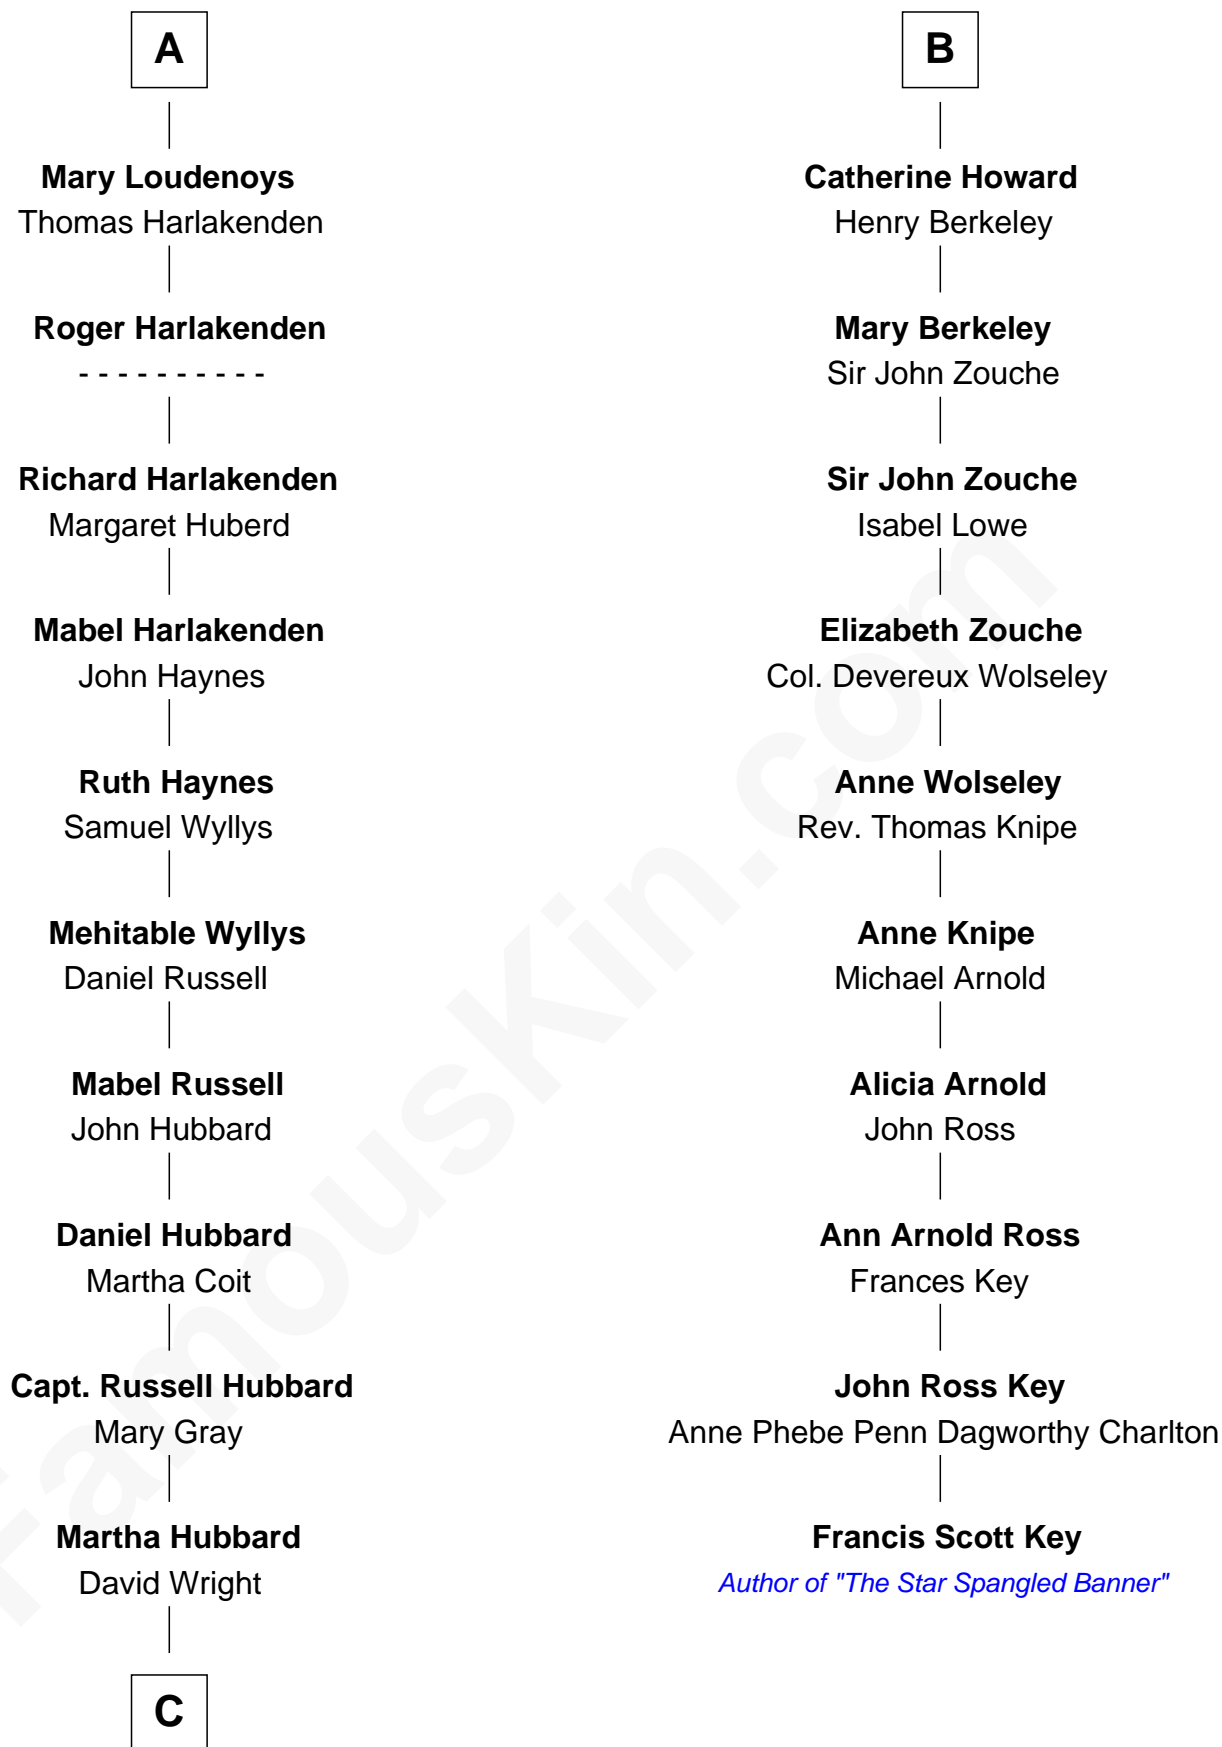 A
Mary Loudenoys
Thomas Harlakenden
Roger Harlakenden
- - - - - - - - - -
Richard Harlakenden
Margaret Huberd
Mabel Harlakenden
John Haynes
Ruth Haynes
Samuel Wyllys
Mehitable Wyllys
Daniel Russell
Mabel Russell
John Hubbard
Daniel Hubbard
Martha Coit
Capt. Russell Hubbard
Mary Gray
Martha Hubbard
David Wright
C
B
Catherine Howard
Henry Berkeley
Mary Berkeley
Sir John Zouche
Sir John Zouche
Isabel Lowe
Elizabeth Zouche
Col. Devereux Wolseley
Anne Wolseley
Rev. Thomas Knipe
Anne Knipe
Michael Arnold
Alicia Arnold
John Ross
Ann Arnold Ross
Frances Key
John Ross Key
Anne Phebe Penn Dagworthy Charlton
Francis Scott Key
Author of "The Star Spangled Banner"
FamousKin.com